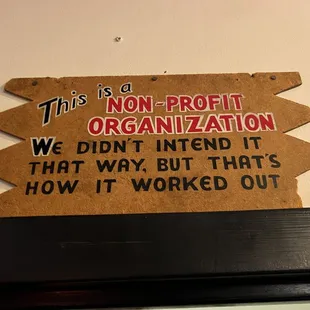 This is a
NON-PROFIT
ORGANIZATION
WE DIDN'T INTEND IT
THAT WAY, BUT THAT'S
HOW IT WORKED OUT